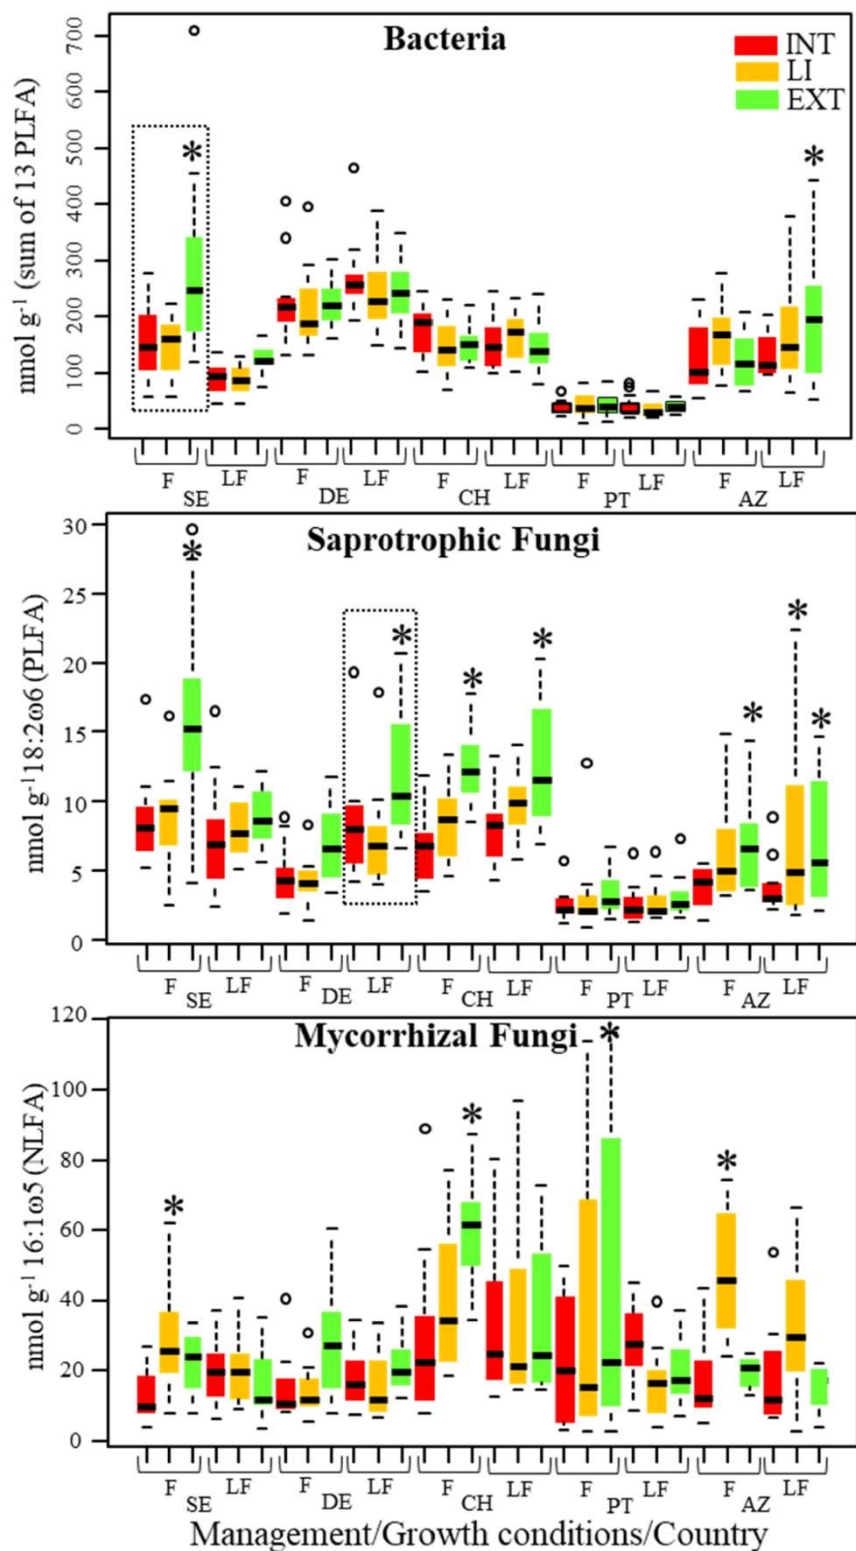 Bacteria
INT
LI
EXT
nmol g⁻¹ (sum of 13 PLFA)
700
600
500
400
300
200
100
0
*
*
F LF F LF F LF F LF F LF
SE DE CH PT AZ
Saprotrophic Fungi
nmol g⁻¹ 18:2ω6 (PLFA)
30
25
20
15
10
5
0
*
*
*
*
*
*
*
F LF F LF F LF F LF F LF
SE DE CH PT AZ
Mycorrhizal Fungi
nmol g⁻¹ 16:1ω5 (NLFA)
120
100
80
60
40
20
0
*
*
*
*
F LF F LF F LF F LF F LF
SE DE CH PT AZ
Management/Growth conditions/Country